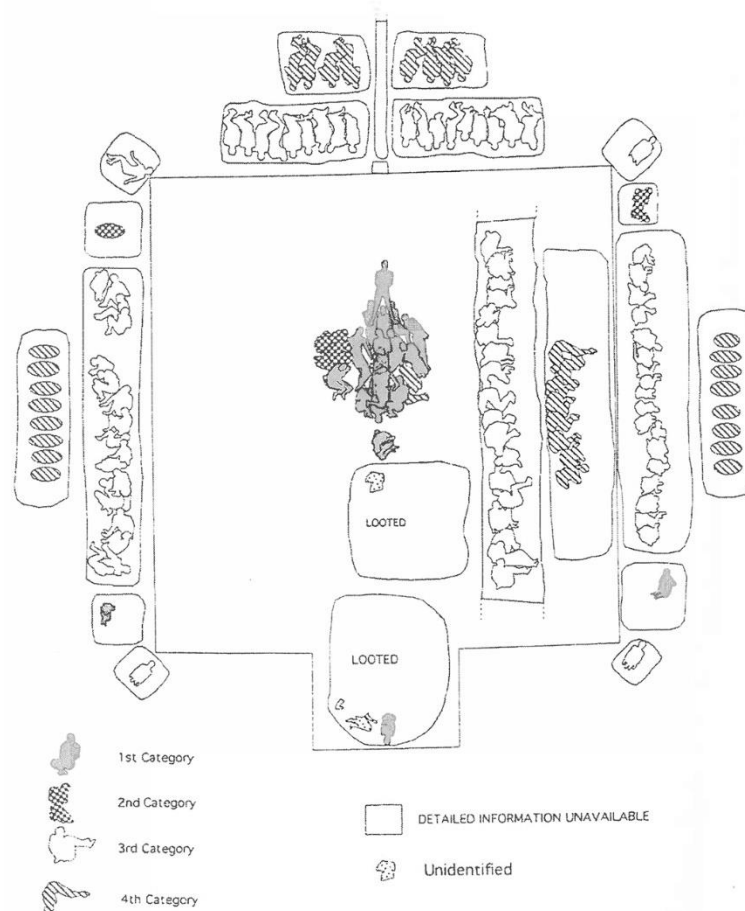 LOOTED
LOOTED
1st Category
2nd Category
3rd Category
4th Category
DETAILED INFORMATION UNAVAILABLE
Unidentified